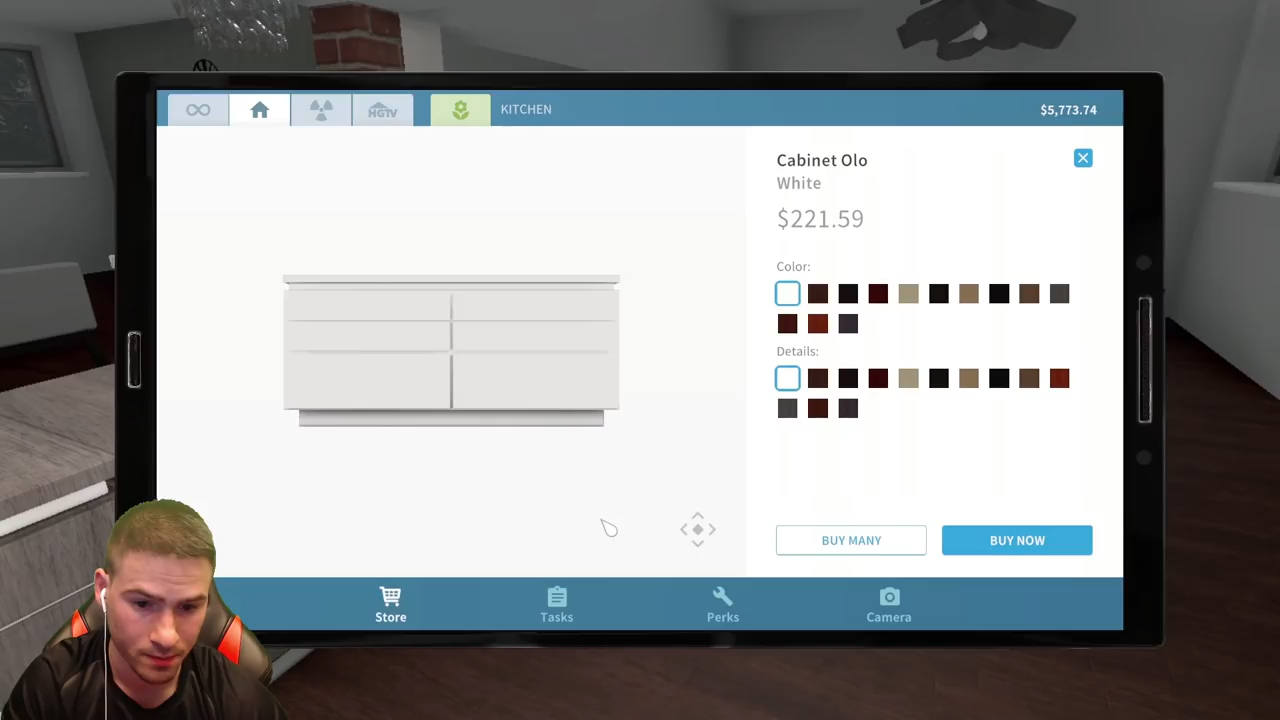 HGTV
KITCHEN
$5,773.74
Cabinet Olo
White
$221.59
Color:
Details:
BUY MANY
BUY NOW
Store
Tasks
Perks
Camera